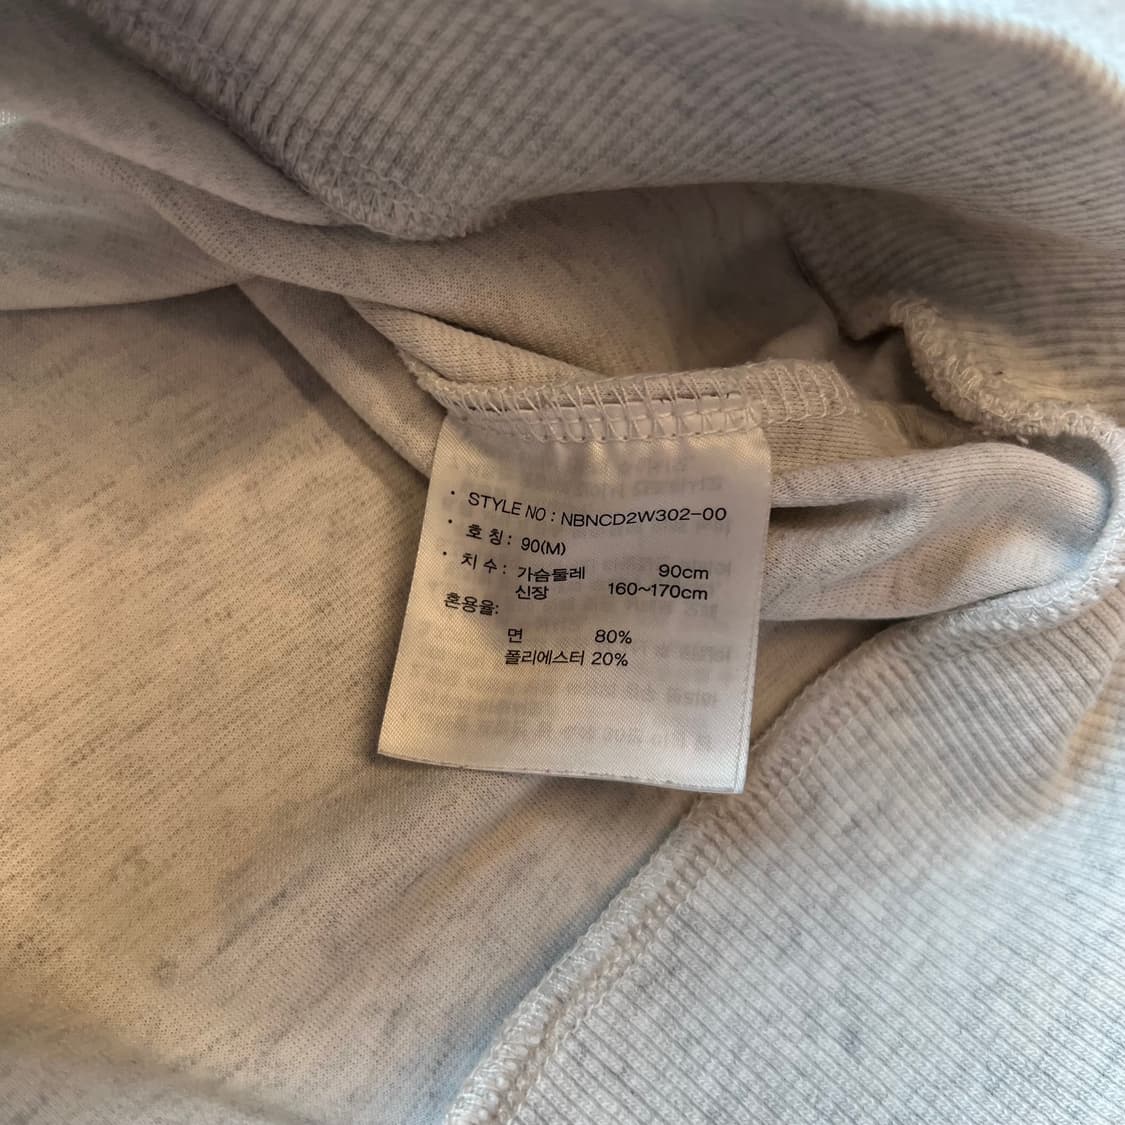 · STYLE NO : NBNCD2W302-00
· 호 칭 : 90(M)
· 치 수 : 가슴둘레 90cm
신장 160~170cm
혼용율:
면 80%
폴리에스터 20%